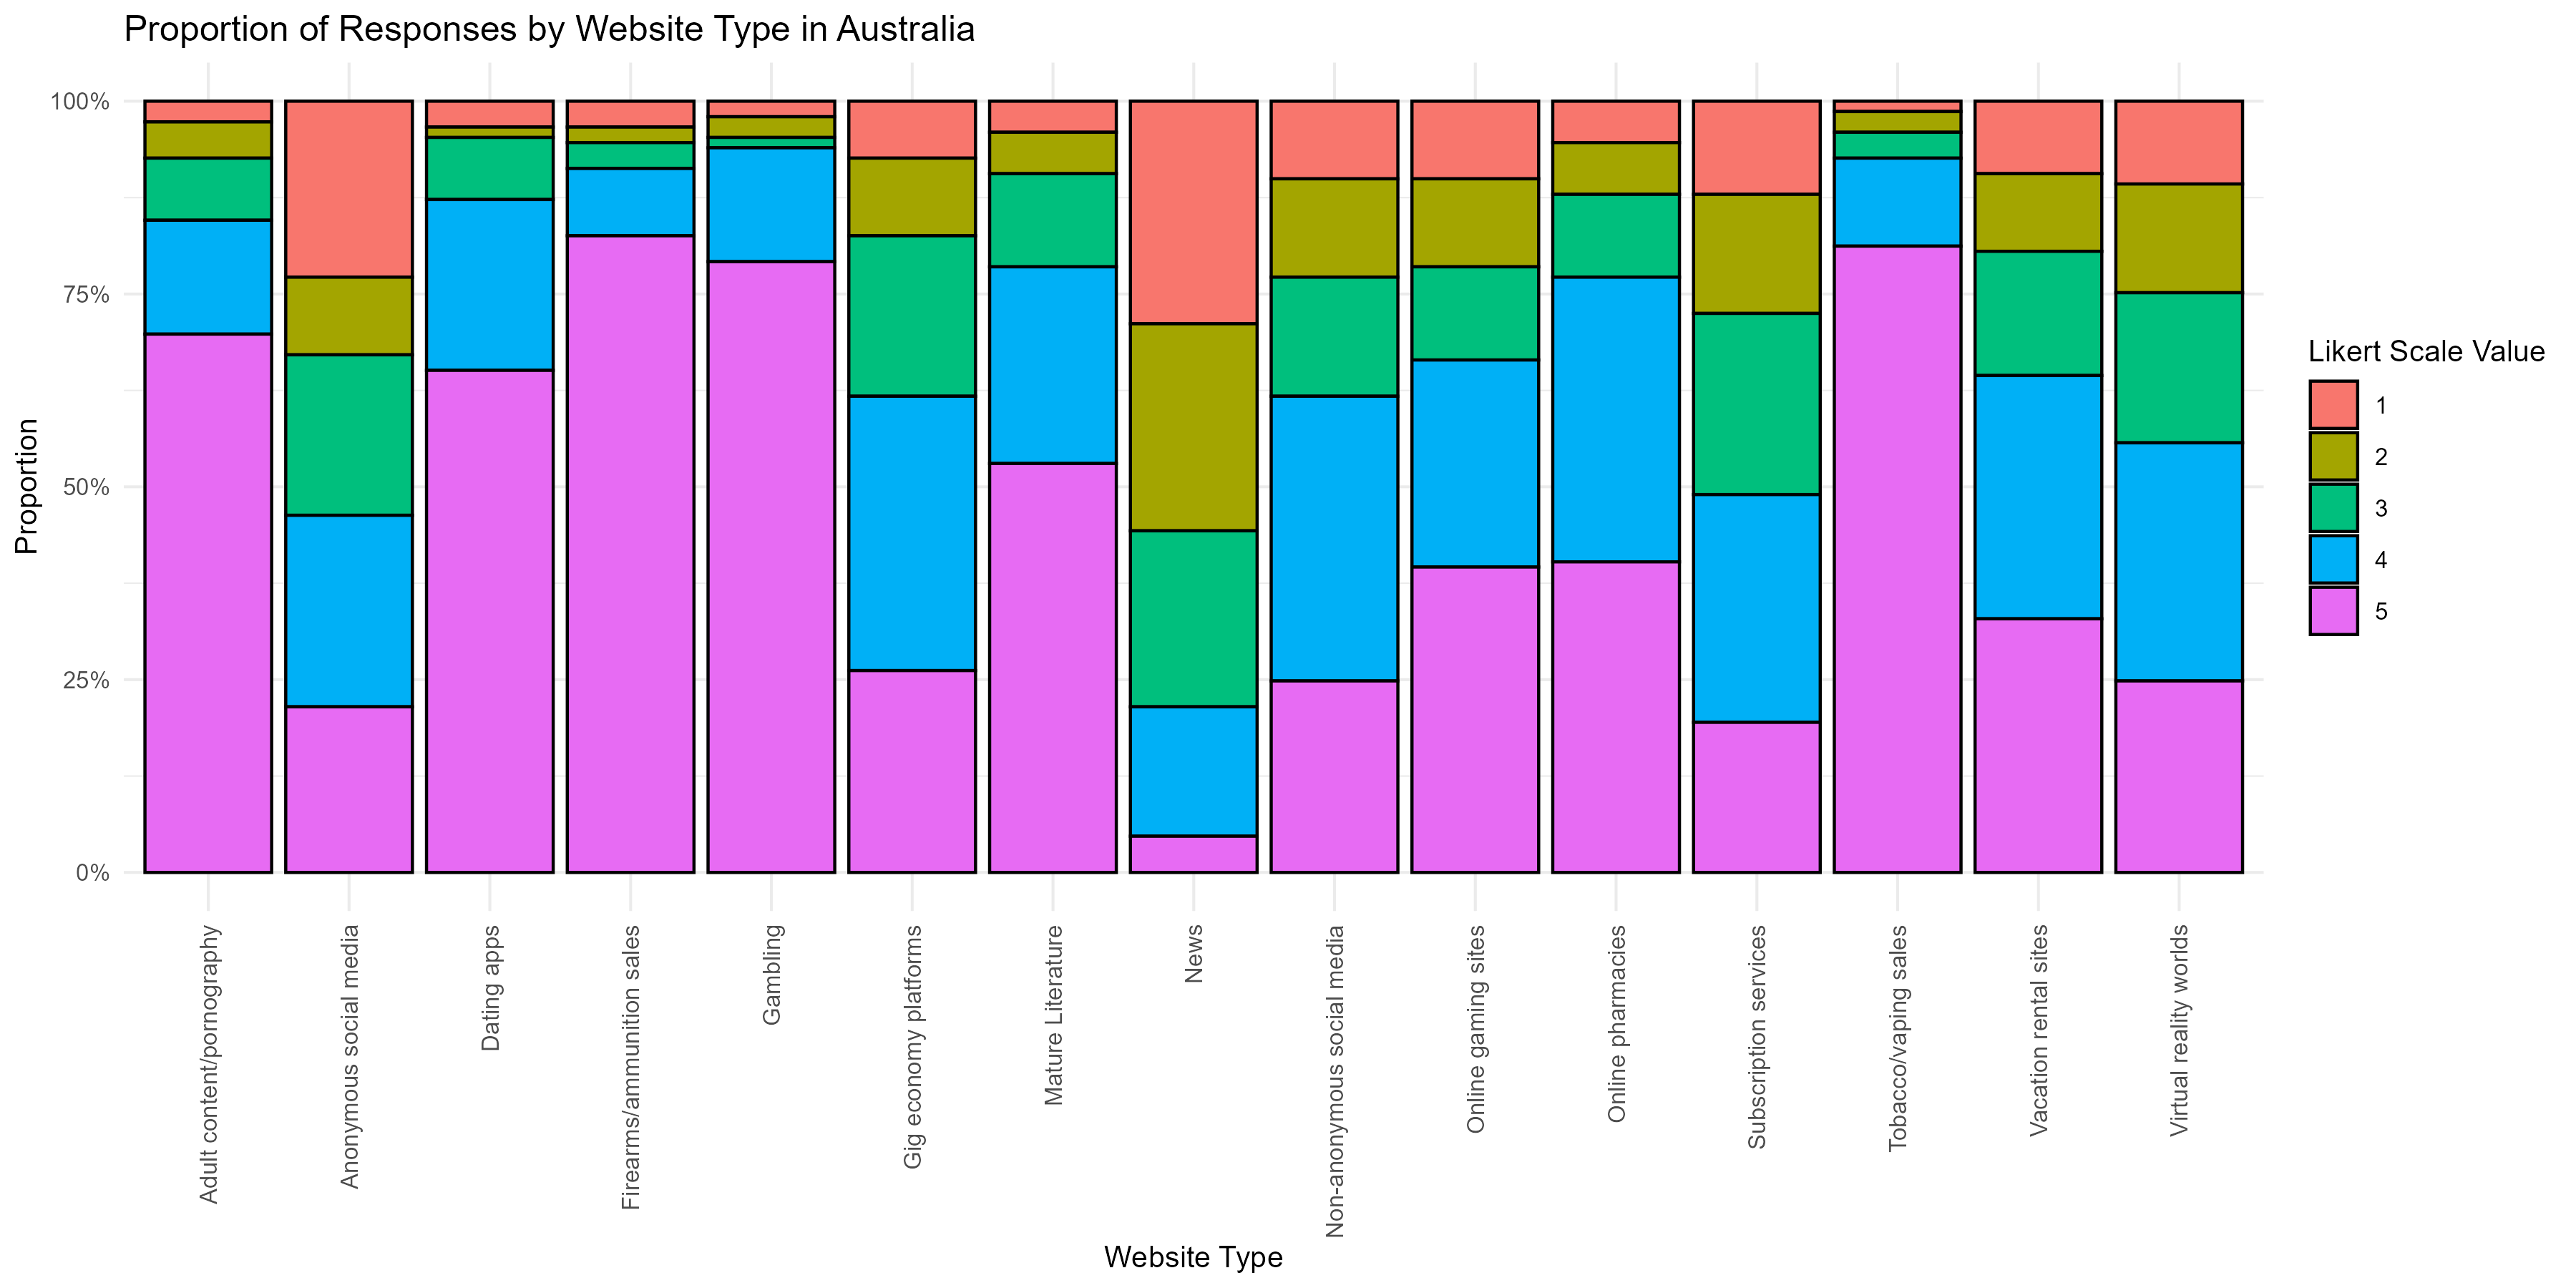 Proportion of Responses by Website Type in Australia
Proportion
100%
75%
50%
25%
0%
Adult content/pornography
Anonymous social media
Dating apps
Firearms/ammunition sales
Gambling
Gig economy platforms
Mature Literature
News
Non-anonymous social media
Online gaming sites
Online pharmacies
Subscription services
Tobacco/vaping sales
Vacation rental sites
Virtual reality worlds
Website Type
Likert Scale Value
1
2
3
4
5